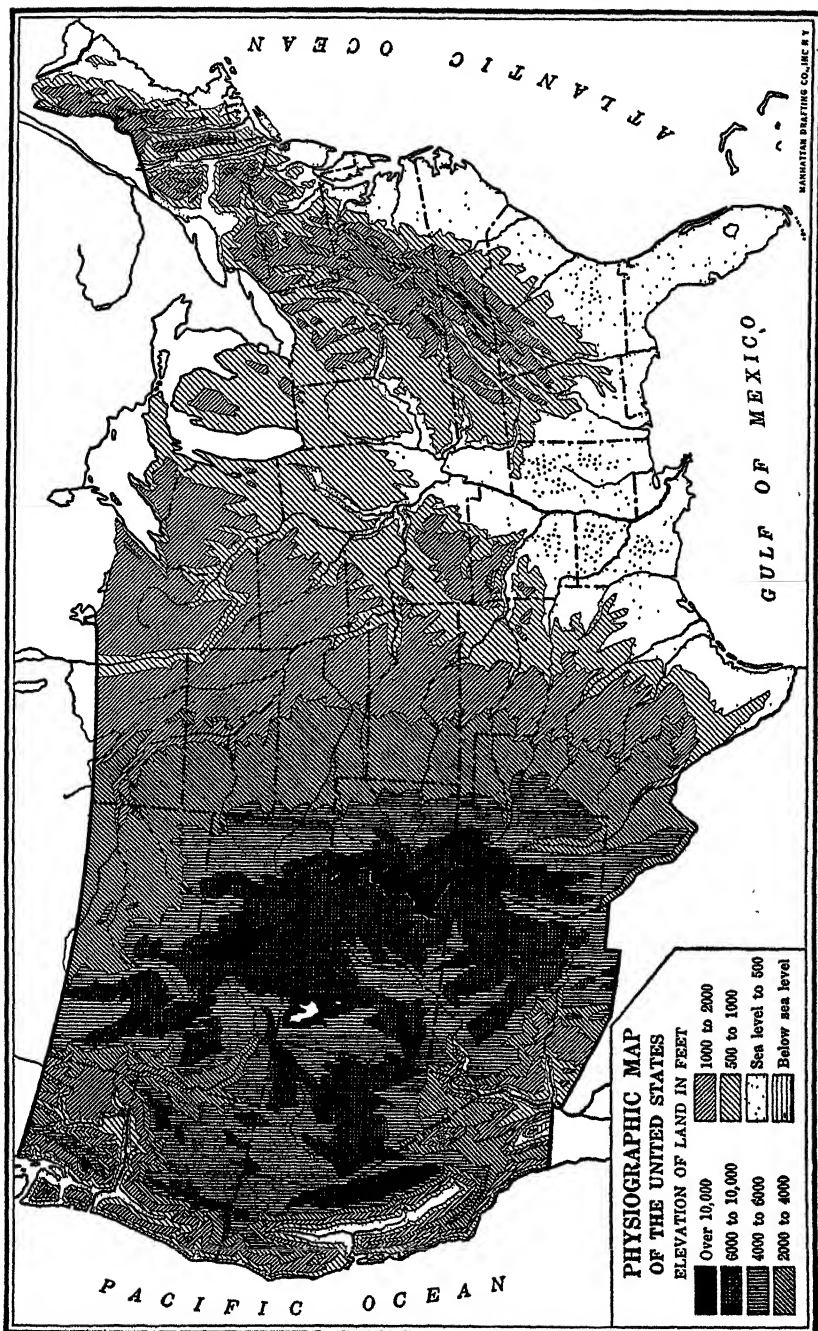 ATLANTIC OCEAN
PACIFIC OCEAN
GULF OF MEXICO
PHYSIOGRAPHIC MAP
OF THE UNITED STATES
ELEVATION OF LAND IN FEET
Over 10,000
6000 to 10,000
4000 to 6000
2000 to 4000
1000 to 2000
500 to 1000
Sea level to 500
Below sea level
MANHATTAN DRAFTING CO., INC. N Y